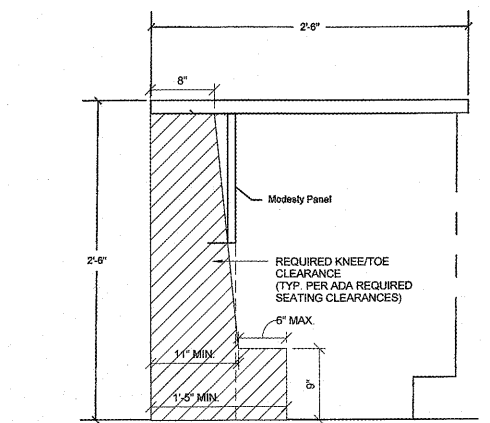 2'-6"
8"
Modesty Panel
2'-6"
REQUIRED KNEE/TOE
CLEARANCE
(TYP. PER ADA REQUIRED
SEATING CLEARANCES)
6" MAX.
11" MIN.
9"
1'-5" MIN.